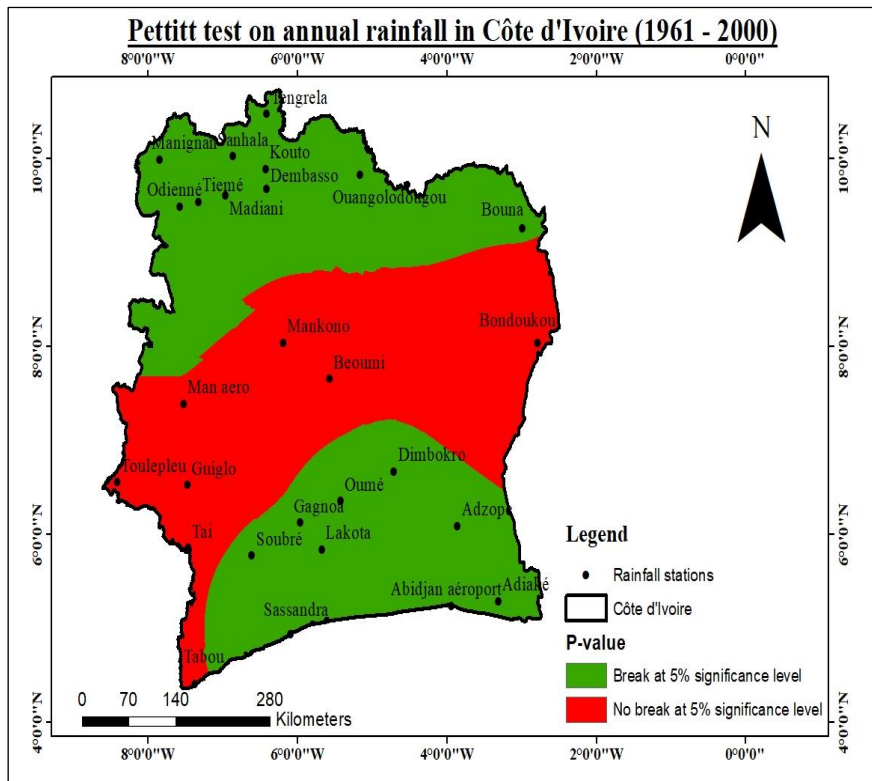 Pettitt test on annual rainfall in Côte d'Ivoire (1961 - 2000)
8°0'0"W 6°0'0"W 4°0'0"W 2°0'0"W 0°0'0"
Tengrela
N
Manignan Sanhala
Kouto
10°0'0"N 10°0'0"N
Odienné Tiemé Dembasso
Madiani Ouangolodougou
Bouna
8°0'0"N 8°0'0"N
Mankono Bondoukou
Beoumi
Man aero
Toulepleu Guiglo Dimbokro
Oumé
Gagnoa Adzope
6°0'0"N 6°0'0"N
Tai Soubré Lakota
Legend
Rainfall stations
Abidjan aéroport Adiaké
Sassandra
Côte d'Ivoire
P-value
Tabou
Break at 5% significance level
0 70 140 280
No break at 5% significance level
Kilometers
4°0'0"N 4°0'0"N
8°0'0"W 6°0'0"W 4°0'0"W 2°0'0"W 0°0'0"